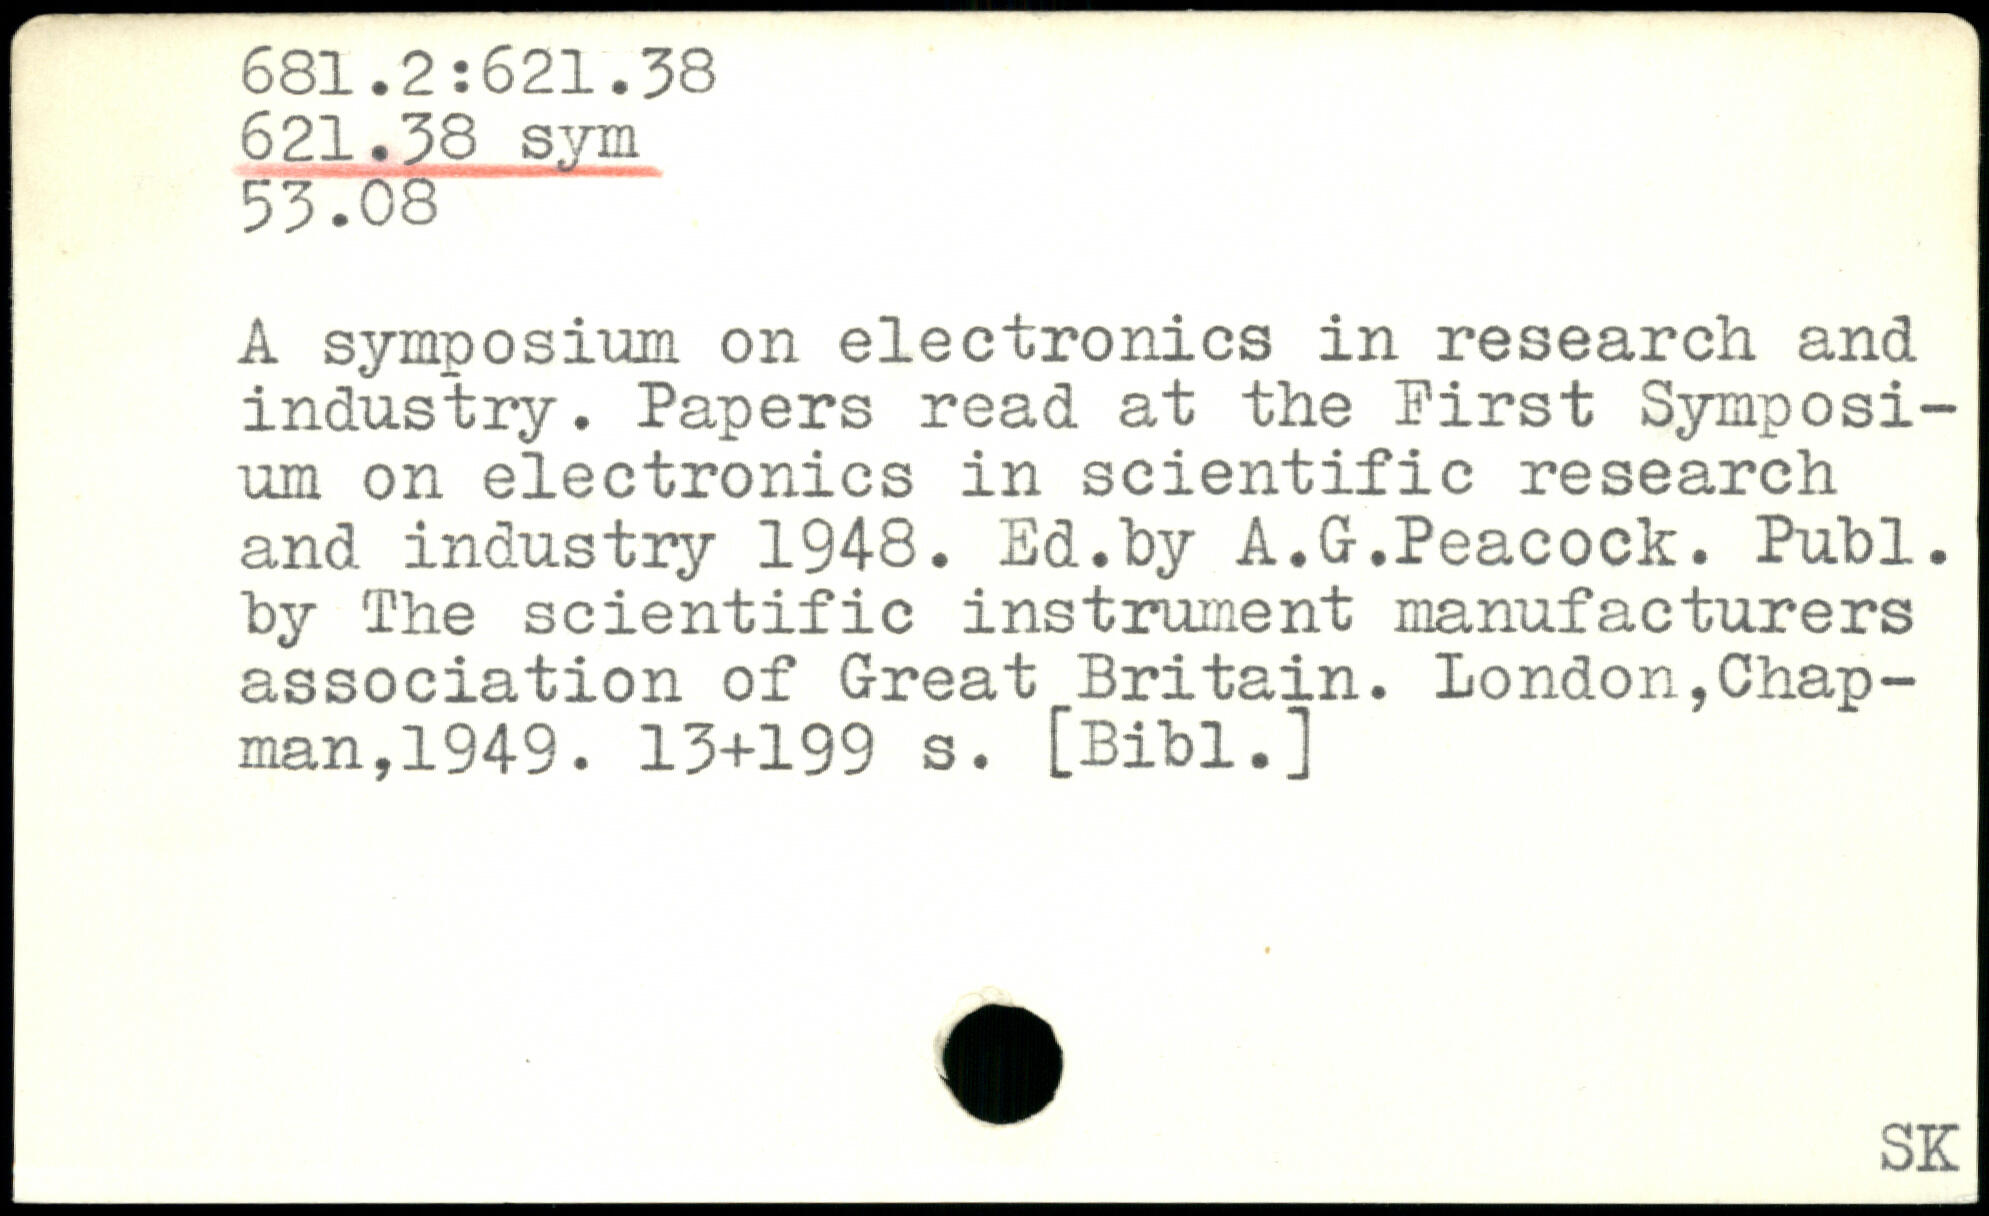 681.2:621.38
621.38 sym
53.08
A symposium on electronics in research and
industry. Papers read at the First Symposi-
um on electronics in scientific research
and industry 1948. Ed.by A.G.Peacock. Publ.
by The scientific instrument manufacturers
association of Great Britain. London,Chap-
man,1949. 13+199 s. [Bibl.]
SK